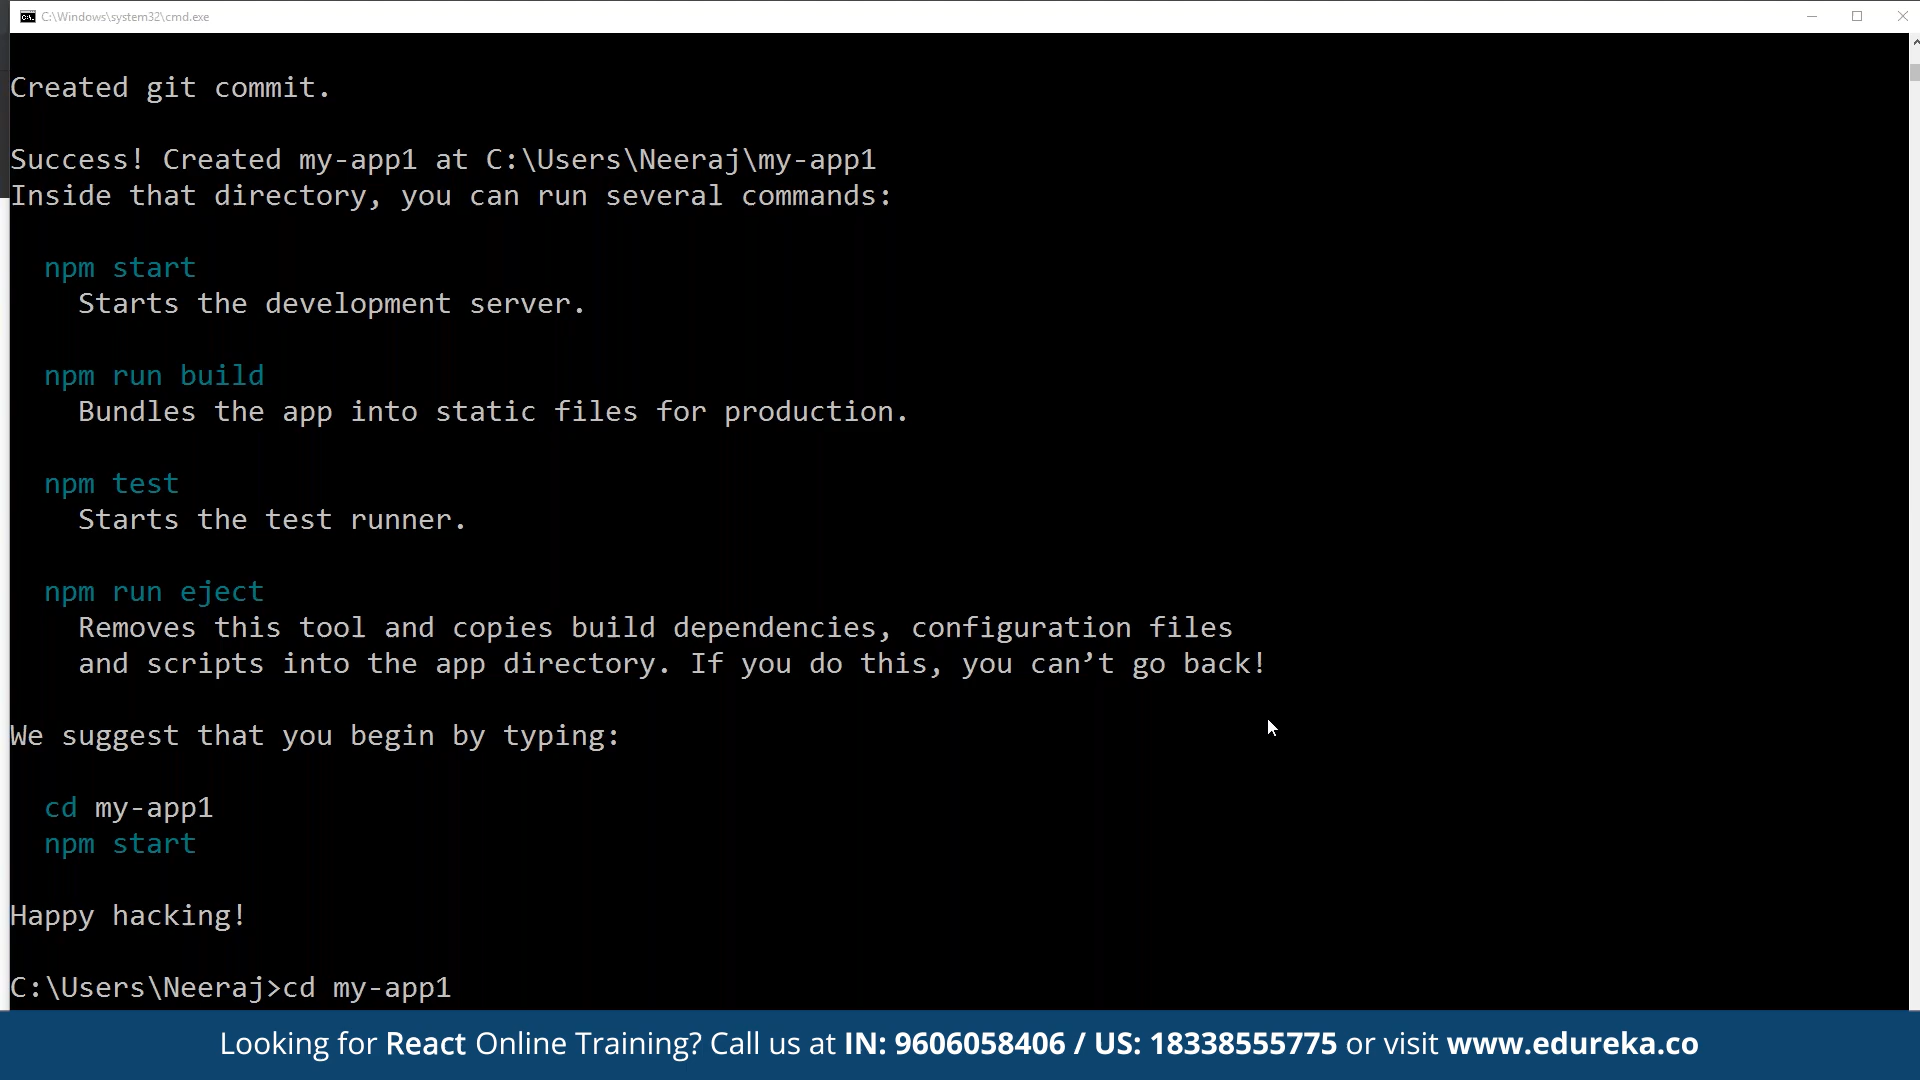 C:\Windows\system32\cmd.exe
Created git commit.
Success! Created my-app1 at C:\Users\Neeraj\my-app1
Inside that directory, you can run several commands:
npm start
Starts the development server.
npm run build
Bundles the app into static files for production.
npm test
Starts the test runner.
npm run eject
Removes this tool and copies build dependencies, configuration files
and scripts into the app directory. If you do this, you can’t go back!
We suggest that you begin by typing:
cd my-app1
npm start
Happy hacking!
C:\Users\Neeraj>cd my-app1
Looking for React Online Training? Call us at IN: 9606058406 / US: 18338555775 or visit www.edureka.co